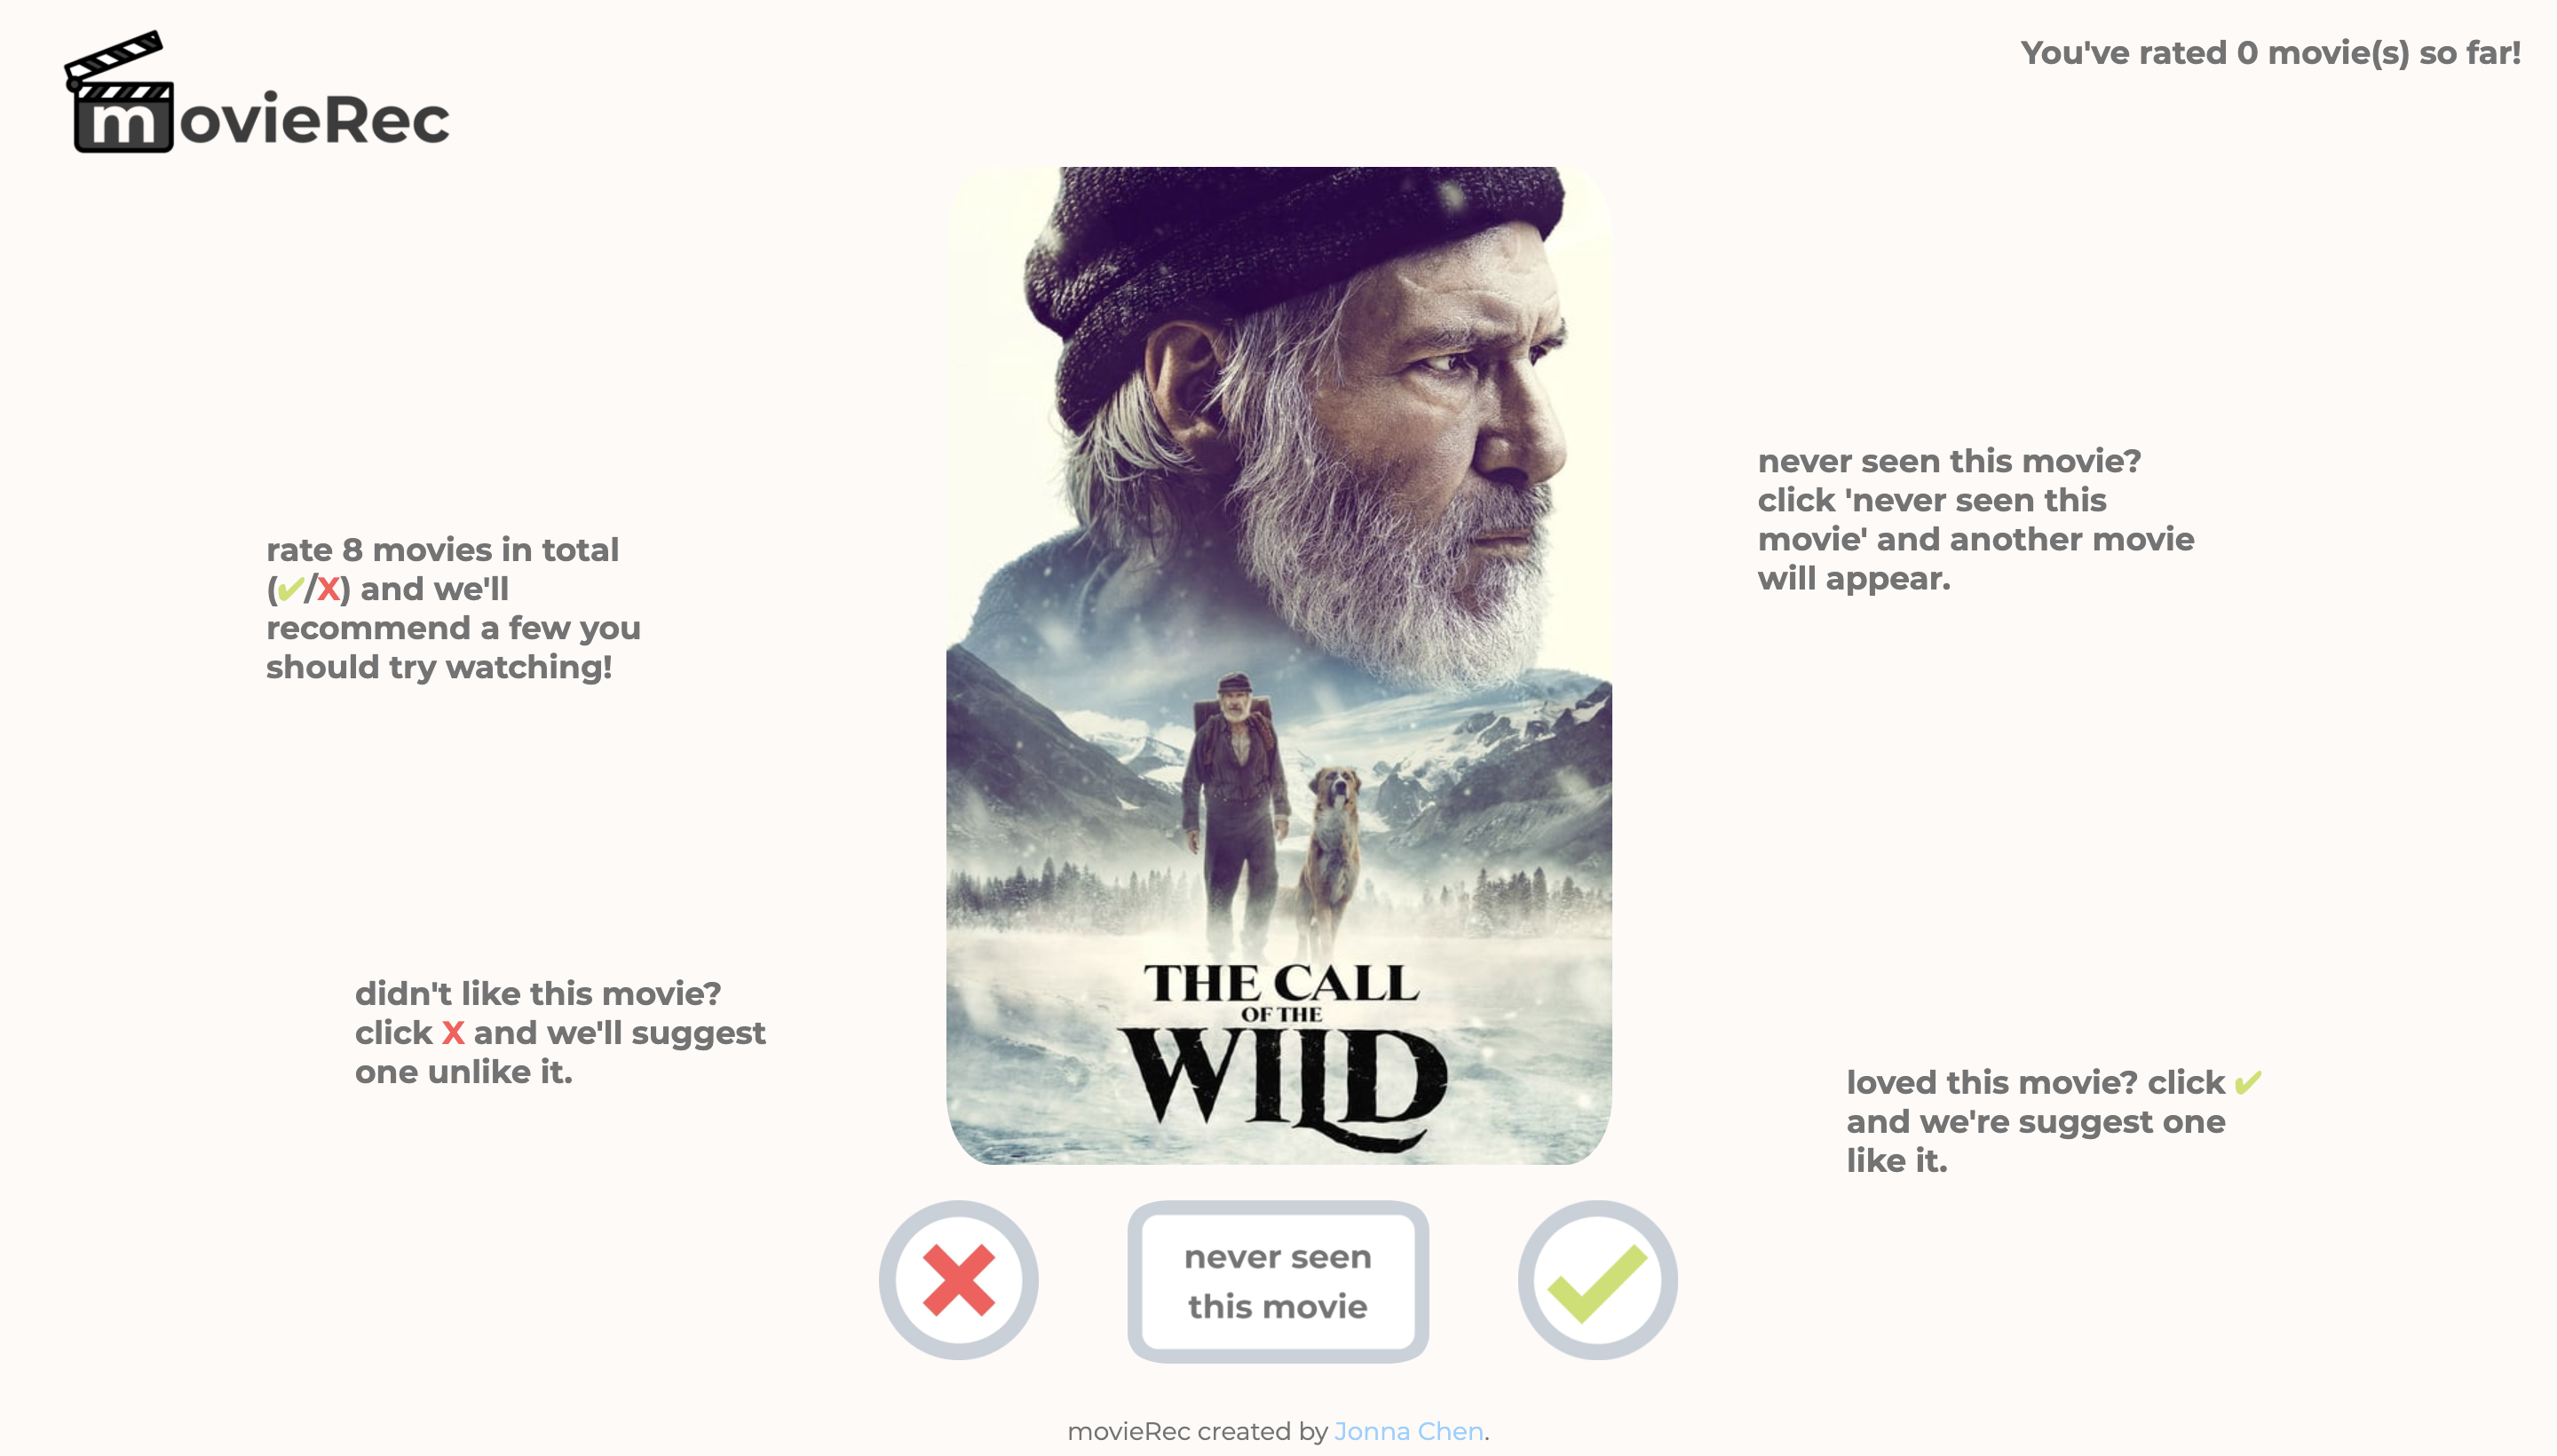 movieRec
You've rated 0 movie(s) so far!
never seen this movie?
click 'never seen this
movie' and another movie
will appear.
rate 8 movies in total
(✔/X) and we'll
recommend a few you
should try watching!
THE CALL
OF THE
WILD
didn't like this movie?
click X and we'll suggest
one unlike it.
loved this movie? click ✔
and we're suggest one
like it.
never seen
this movie
movieRec created by Jonna Chen.